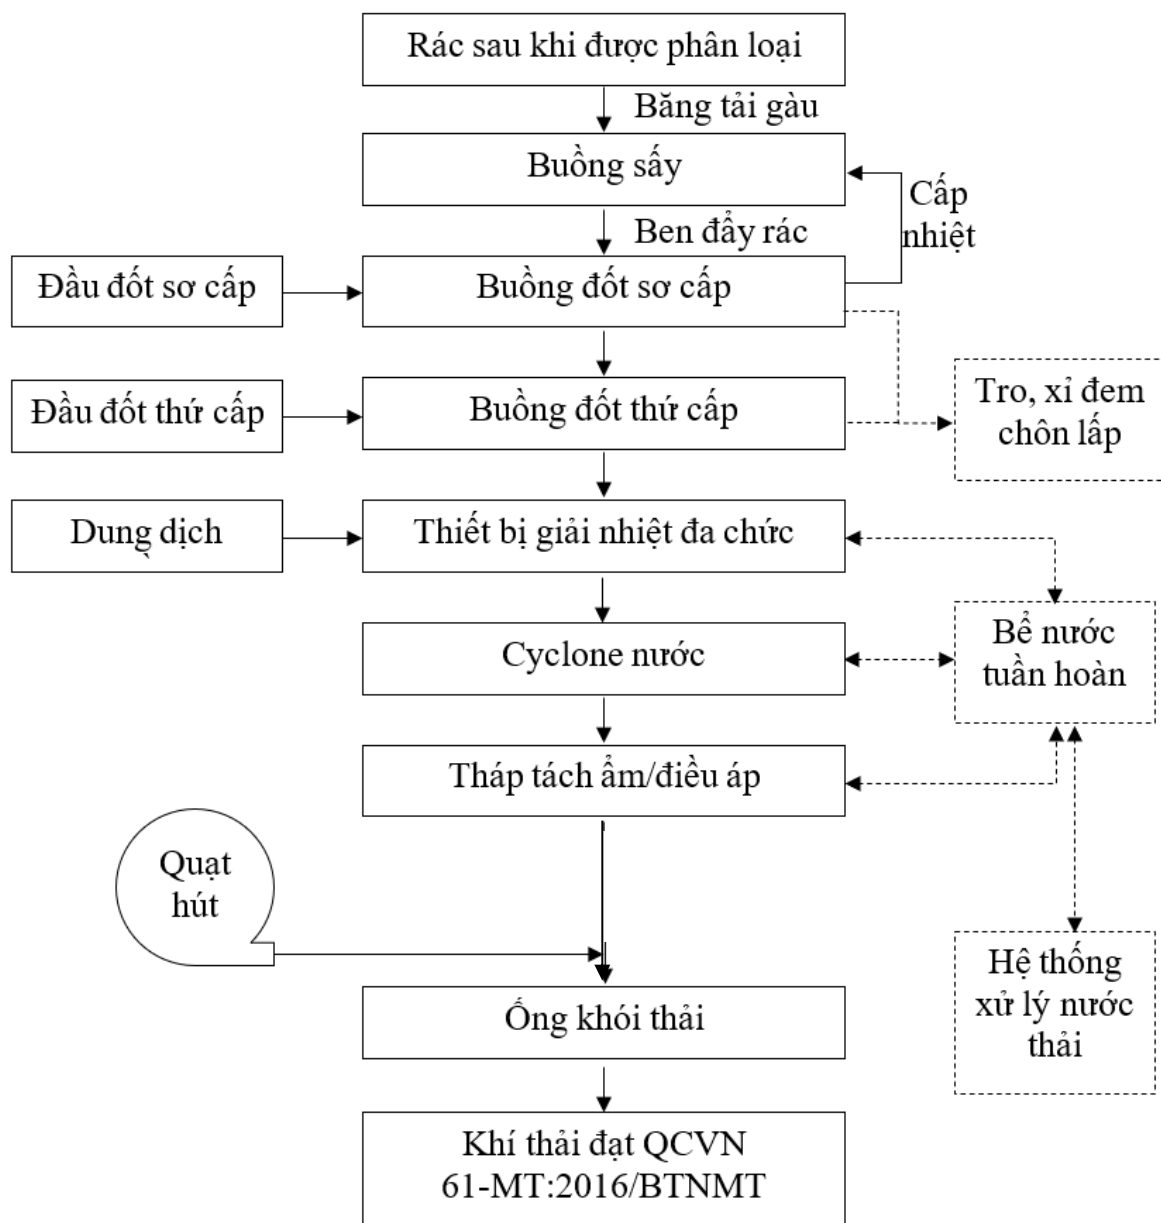 Rác sau khi được phân loại
Băng tải gàu
Buồng sấy
Cấp
nhiệt
Ben đẩy rác
Đầu đốt sơ cấp
Buồng đốt sơ cấp
Đầu đốt thứ cấp
Buồng đốt thứ cấp
Tro, xỉ đem
chôn lấp
Dung dịch
Thiết bị giải nhiệt đa chức
Cyclone nước
Bể nước
tuần hoàn
Tháp tách ẩm/điều áp
Quạt
hút
Hệ thống
xử lý nước
thải
Ống khói thải
Khí thải đạt QCVN
61-MT:2016/BTNMT